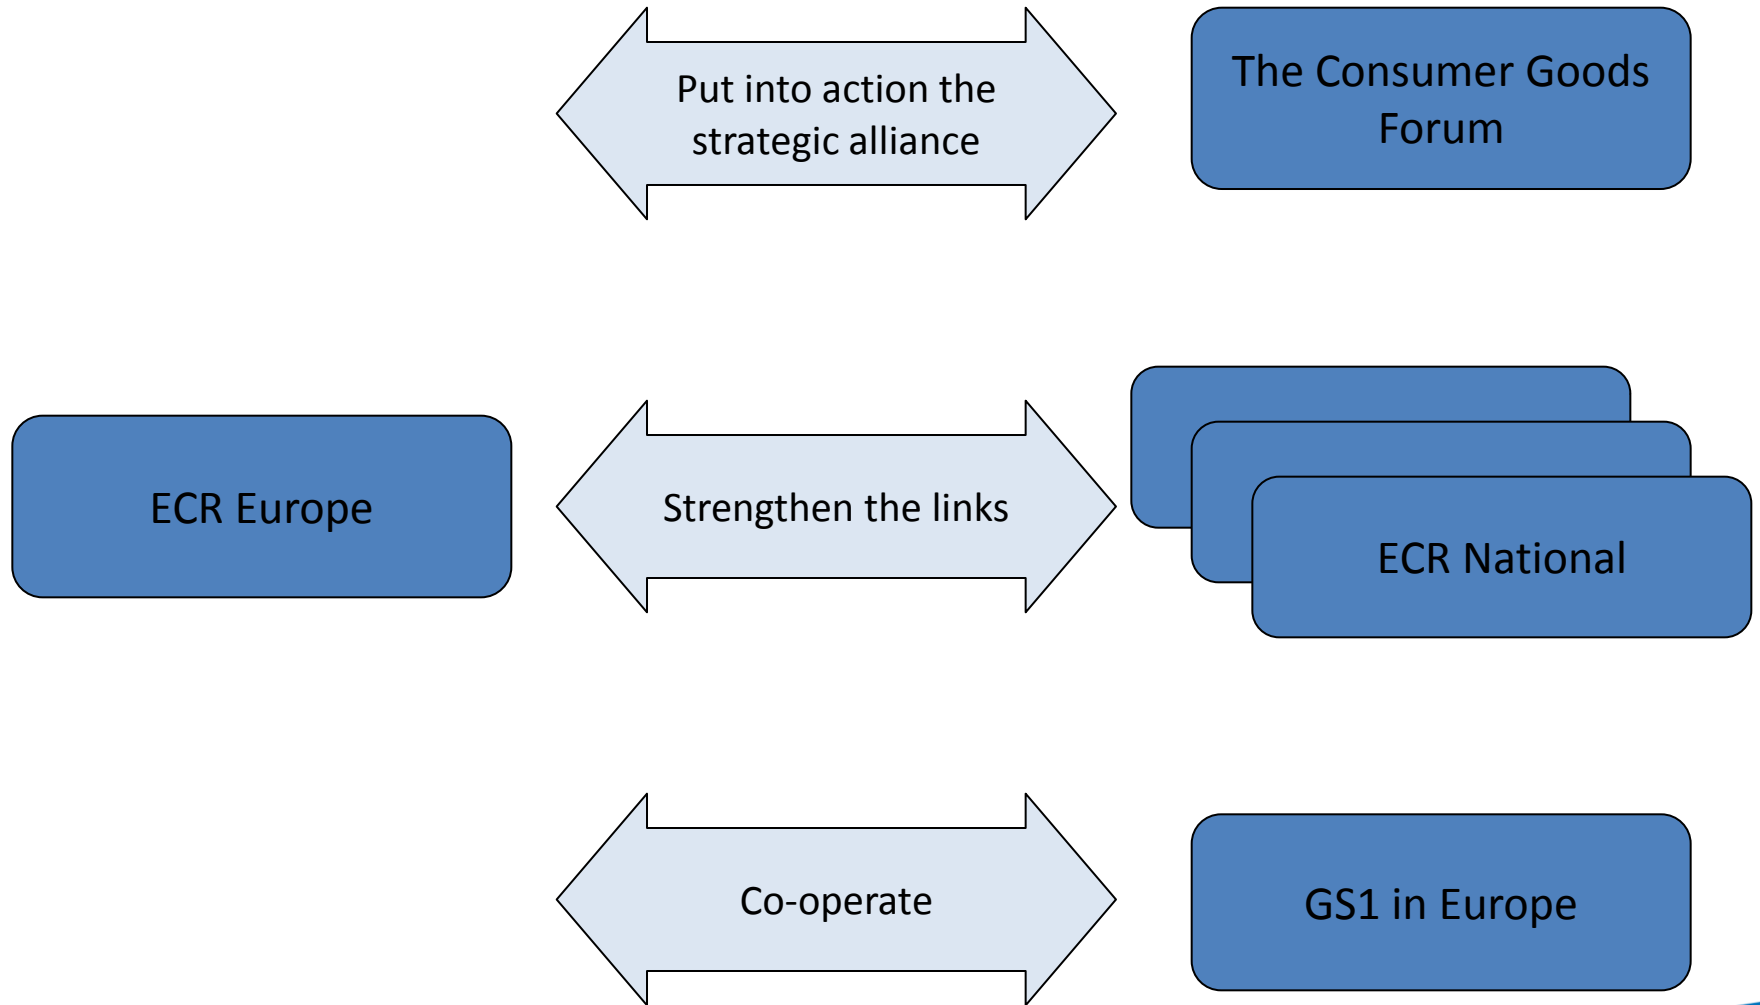 Put into action the
strategic alliance
The Consumer Goods
Forum
ECR Europe
Strengthen the links
ECR National
Co-operate
GS1 in Europe